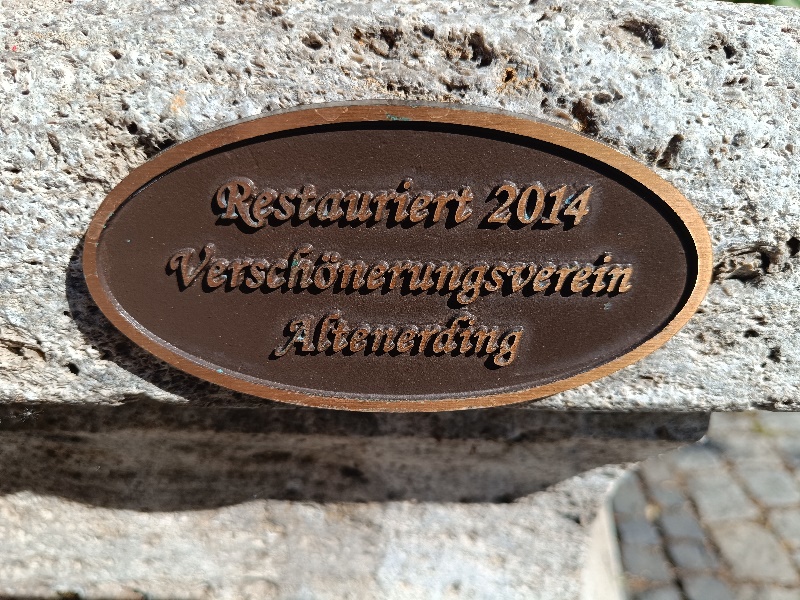 Restauriert 2014
Verschönerungsverein
Altenerding